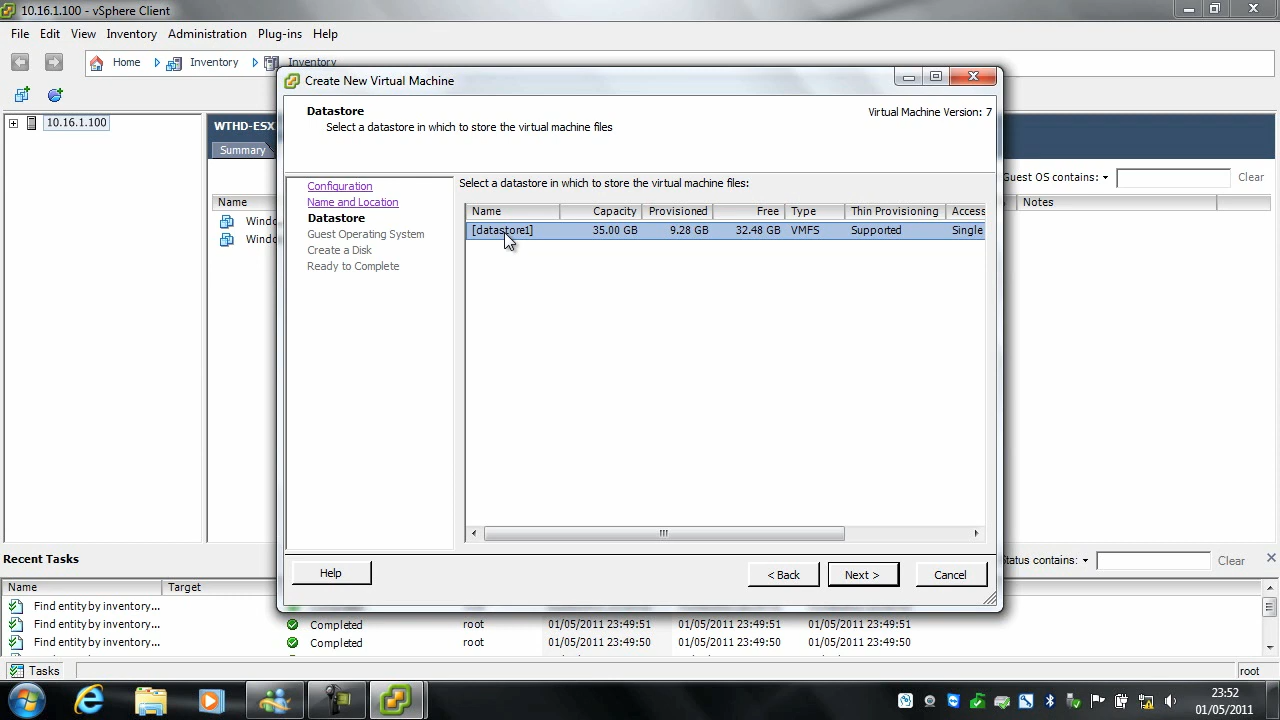 10.16.1.100 - vSphere Client
File Edit View Inventory Administration Plug-ins Help
Home Inventory Inventory
Create New Virtual Machine
Datastore
Select a datastore in which to store the virtual machine files
Virtual Machine Version: 7
10.16.1.100
WTHD-ESX
Summary
Configuration
Name and Location
Datastore
Guest Operating System
Create a Disk
Ready to Complete
Select a datastore in which to store the virtual machine files:
Name Capacity Provisioned Free Type Thin Provisioning Access
[datastore1] 35.00 GB 9.28 GB 32.48 GB VMFS Supported Single
Guest OS contains: Clear
Name Notes
Windo
Windo
Help < Back Next > Cancel
Recent Tasks
Status contains: Clear
Name Target
Find entity by inventory...
Find entity by inventory... Completed root 01/05/2011 23:49:51 01/05/2011 23:49:51 01/05/2011 23:49:51
Find entity by inventory... Completed root 01/05/2011 23:49:50 01/05/2011 23:49:50 01/05/2011 23:49:50
Tasks root
23:52
01/05/2011